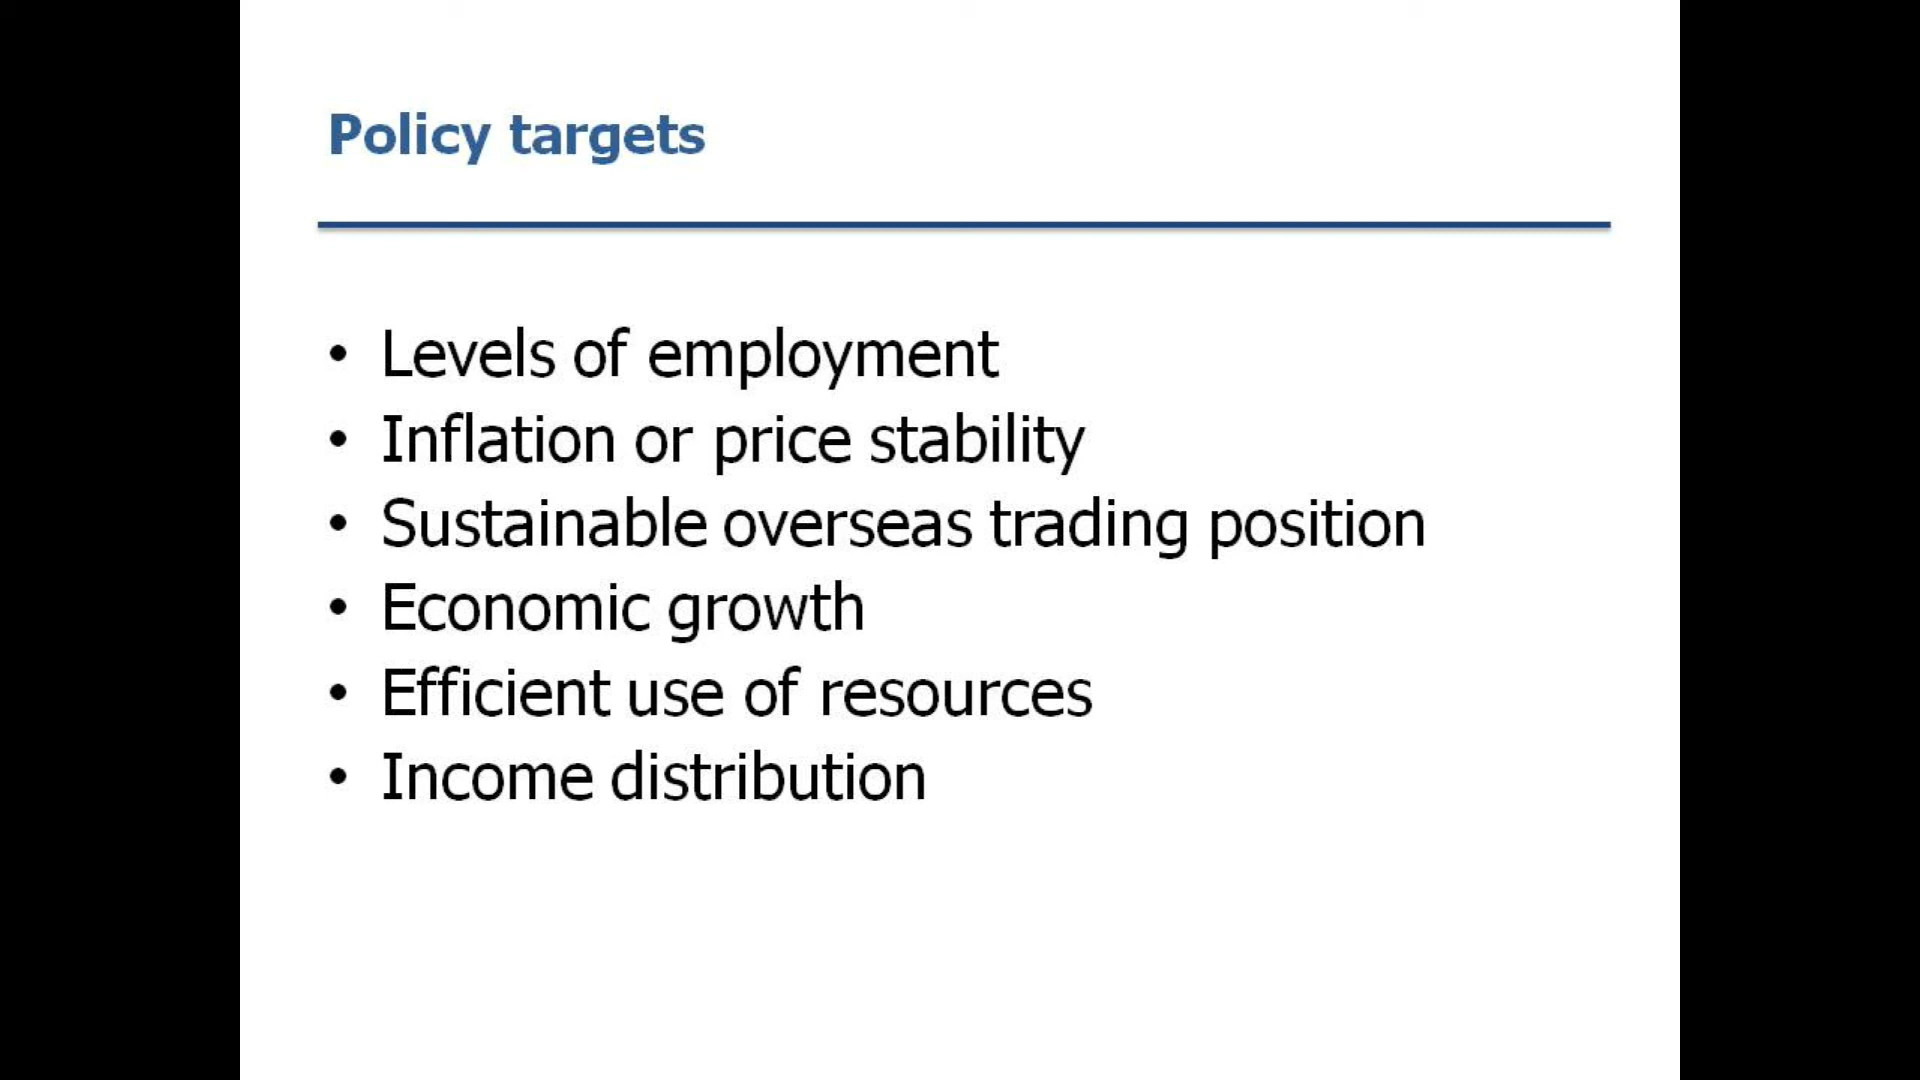 Policy targets
• Levels of employment
• Inflation or price stability
• Sustainable overseas trading position
• Economic growth
• Efficient use of resources
• Income distribution